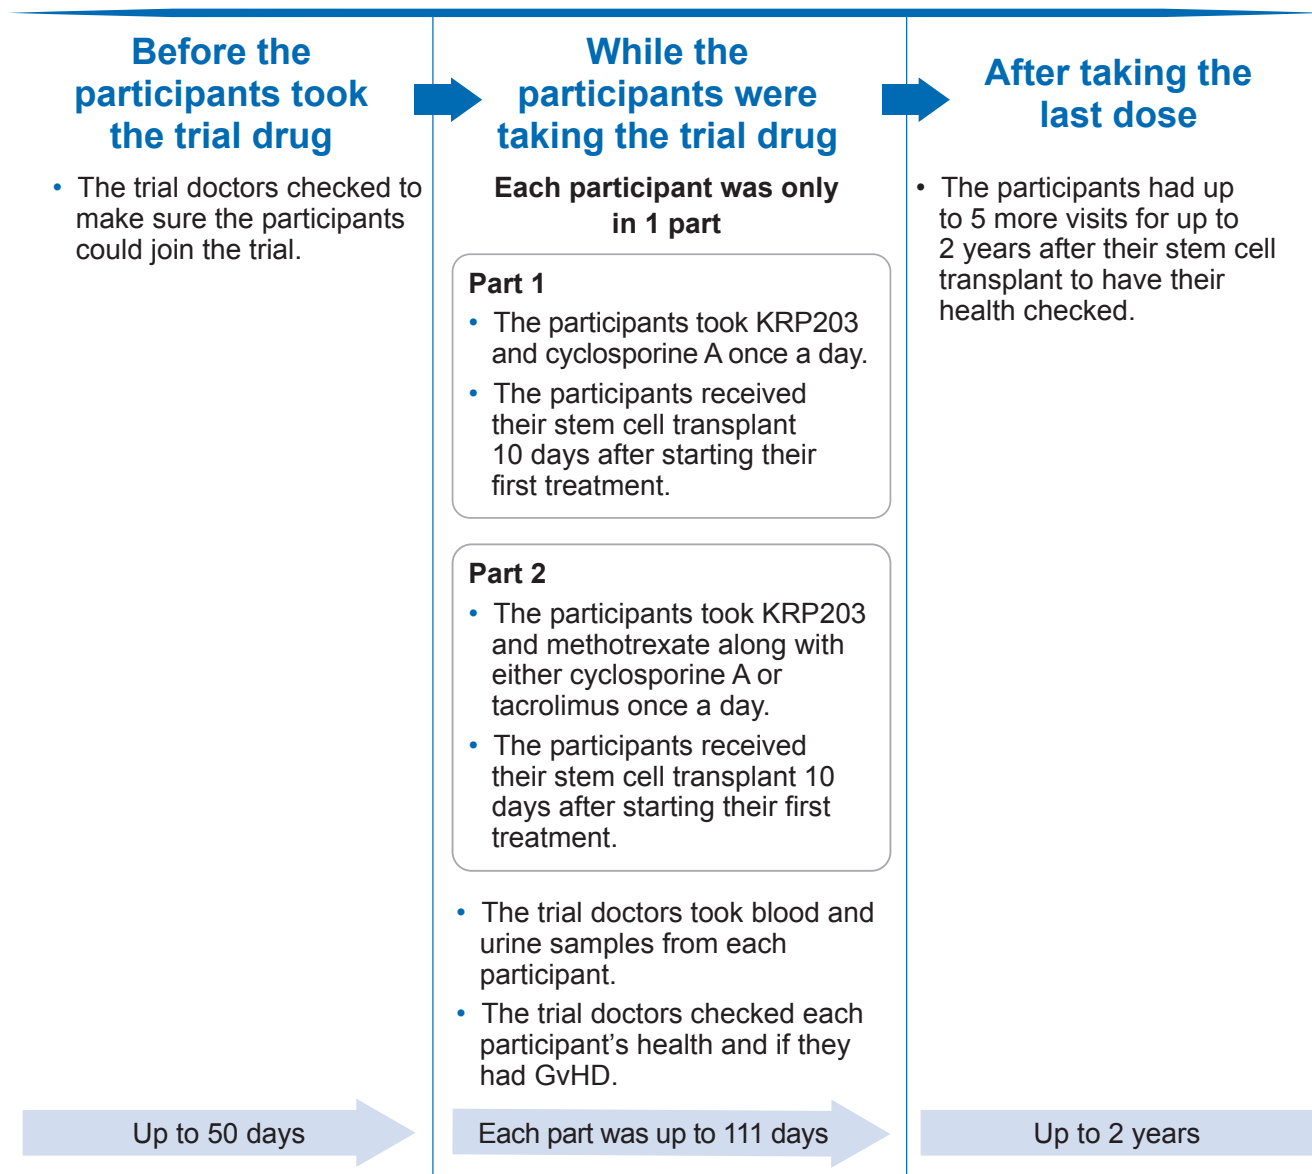 Before the
participants took
the trial drug
• The trial doctors checked to
make sure the participants
could join the trial.
Up to 50 days
While the
participants were
taking the trial drug
Each participant was only
in 1 part
Part 1
• The participants took KRP203
and cyclosporine A once a day.
• The participants received
their stem cell transplant
10 days after starting their
first treatment.
Part 2
• The participants took KRP203
and methotrexate along with
either cyclosporine A or
tacrolimus once a day.
• The participants received
their stem cell transplant 10
days after starting their first
treatment.
• The trial doctors took blood and
urine samples from each
participant.
• The trial doctors checked each
participant’s health and if they
had GvHD.
Each part was up to 111 days
After taking the
last dose
• The participants had up
to 5 more visits for up to
2 years after their stem cell
transplant to have their
health checked.
Up to 2 years